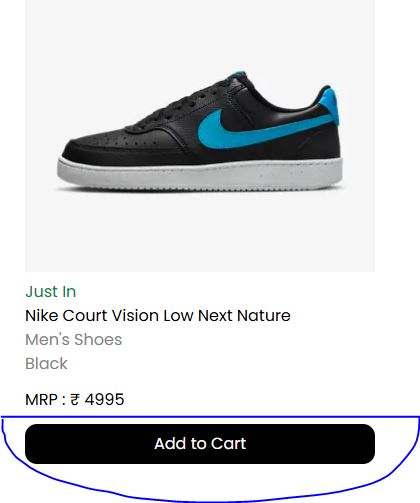 Just In
Nike Court Vision Low Next Nature
Men's Shoes
Black
MRP : ₹ 4995
Add to Cart